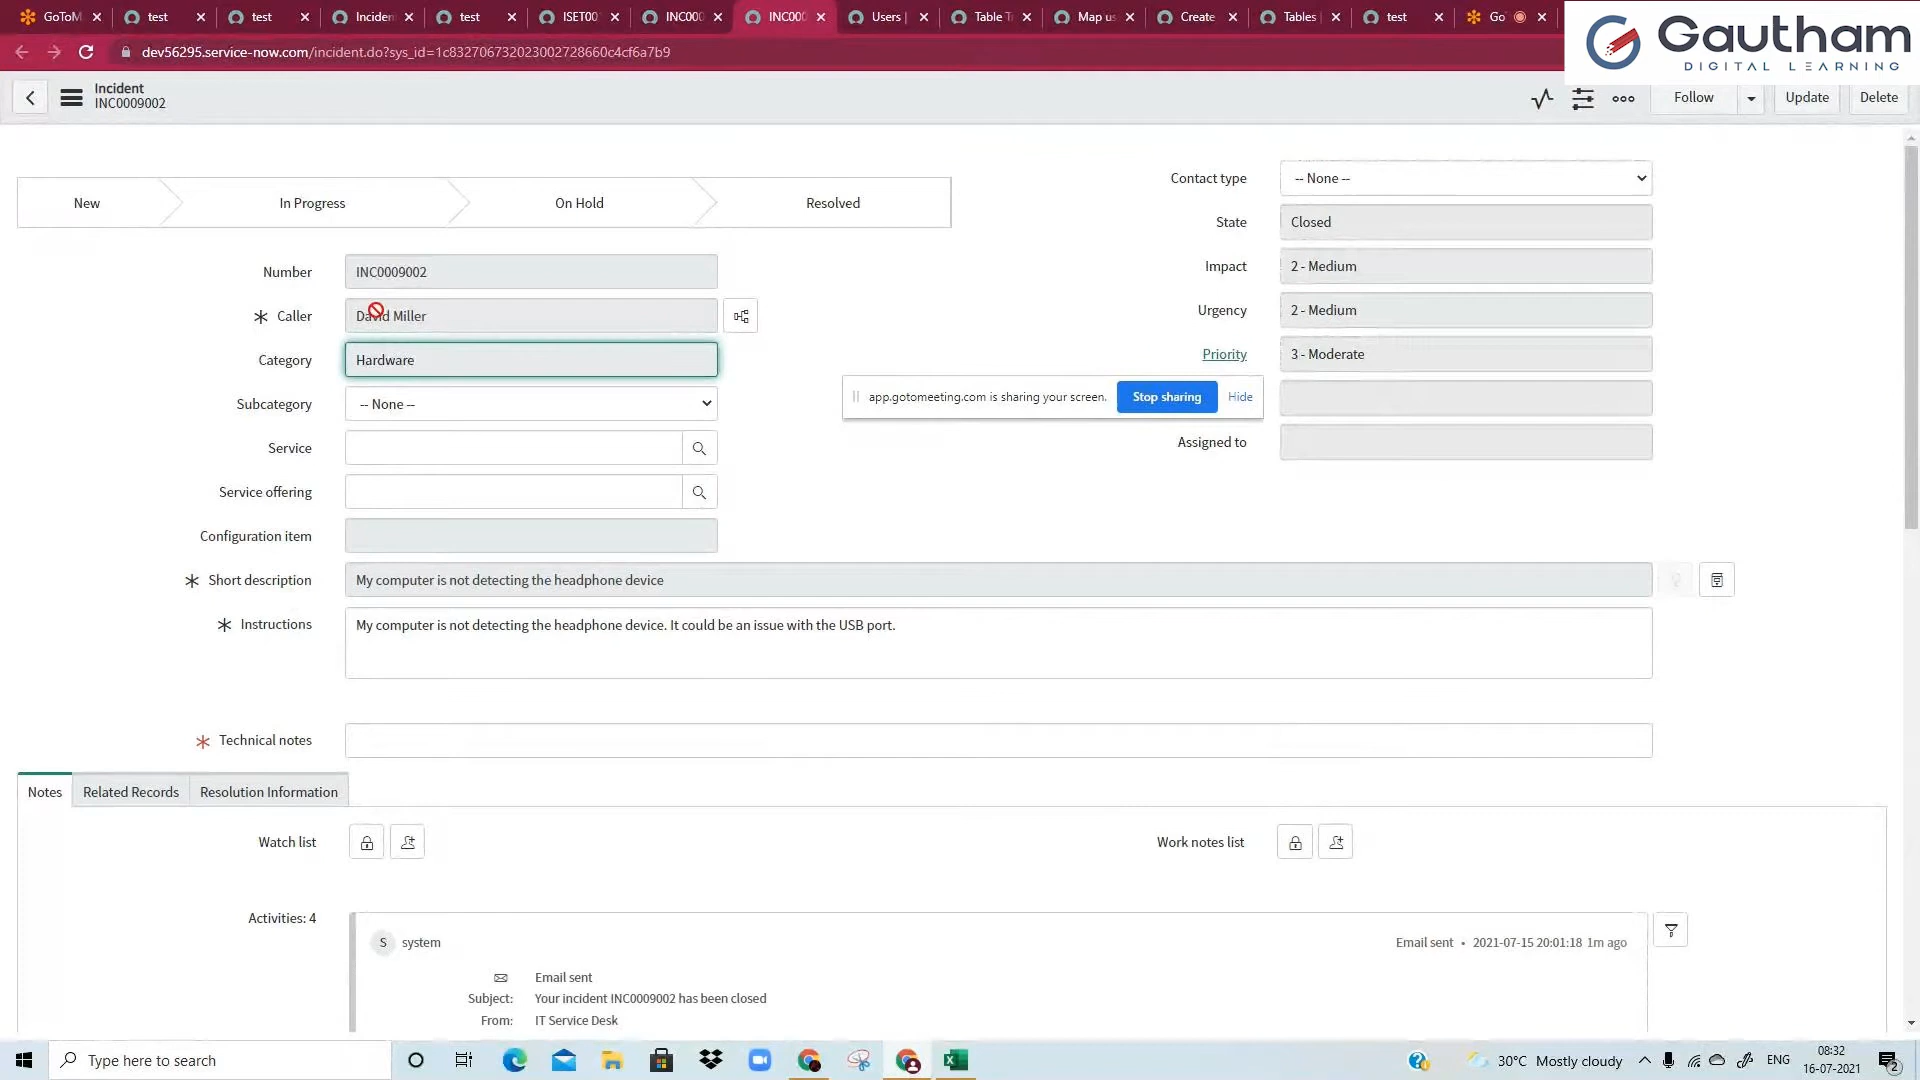 GoToM
test
test
Inciden
test
ISET00
INC000
INC000
Users |
Table T
Map us
Create
Tables |
test
Go
Gautham
DIGITAL LEARNING
dev56295.service-now.com/incident.do?sys_id=1c832706732023002728660c4cf6a7b9
Incident
INC0009002
Follow
Update
Delete
New
In Progress
On Hold
Resolved
Contact type
-- None --
State
Closed
Number
INC0009002
Impact
2 - Medium
Caller
David Miller
Urgency
2 - Medium
Category
Hardware
Priority
3 - Moderate
Subcategory
-- None --
app.gotomeeting.com is sharing your screen.
Stop sharing
Hide
Service
Assigned to
Service offering
Configuration item
Short description
My computer is not detecting the headphone device
Instructions
My computer is not detecting the headphone device. It could be an issue with the USB port.
Technical notes
Notes
Related Records
Resolution Information
Watch list
Work notes list
Activities: 4
S
system
Email sent • 2021-07-15 20:01:18 1m ago
Email sent
Subject:
Your incident INC0009002 has been closed
From:
IT Service Desk
Type here to search
30°C Mostly cloudy
ENG
08:32
16-07-2021
2